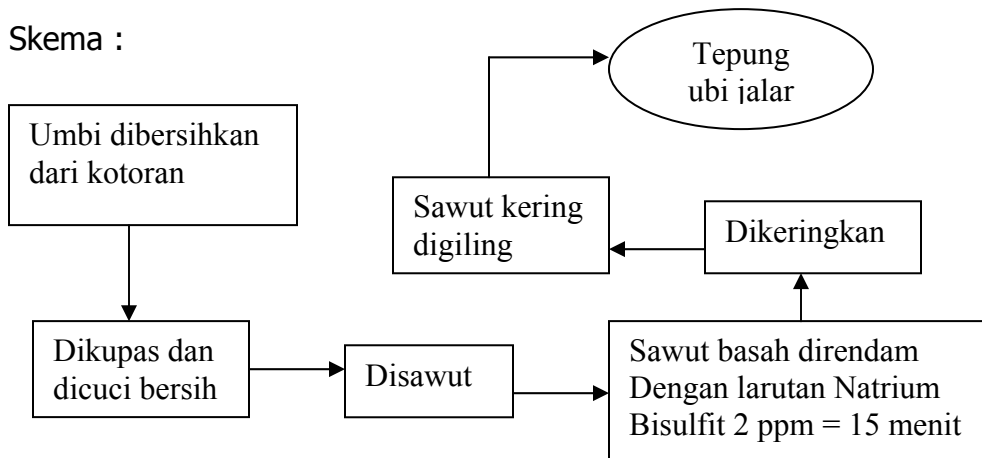 Skema :
Umbi dibersihkan
dari kotoran
Dikupas dan
dicuci bersih
Disawut
Sawut basah direndam
Dengan larutan Natrium
Bisulfit 2 ppm = 15 menit
Dikeringkan
Sawut kering
digiling
Tepung
ubi jalar